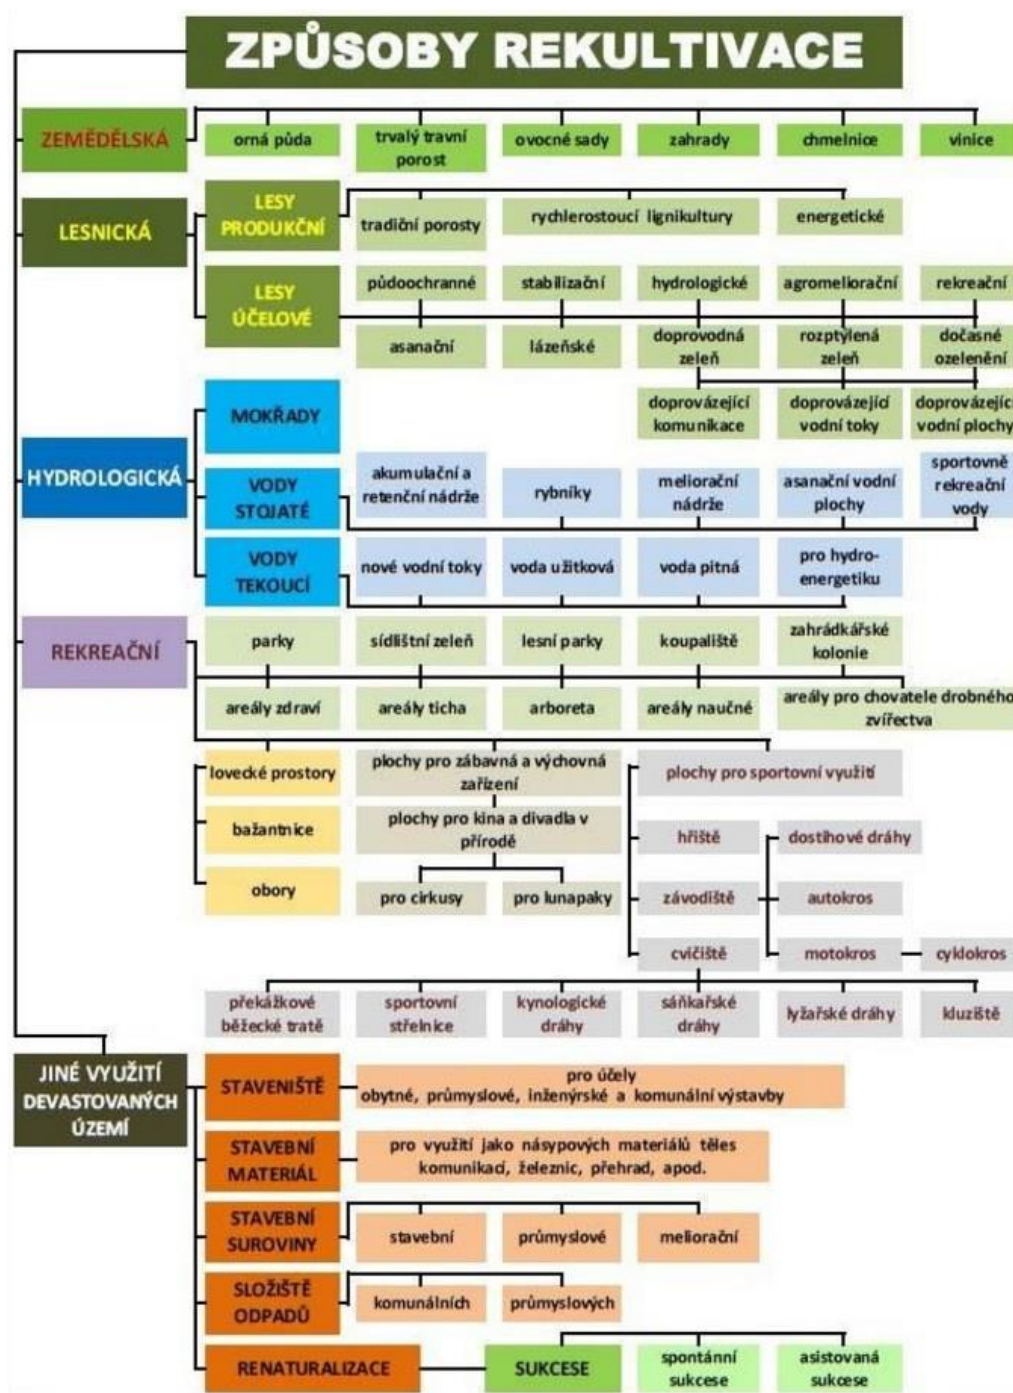 ZPŮSOBY REKULTIVACE
ZEMĚDĚLSKÁ
orná půda
trvalý travní
porost
ovocné sady
zahrady
chmelnice
vinice
LESNICKÁ
LESY
PRODUKČNÍ
tradiční porosty
rychlerostoucí lignikultury
energetické
LESY
ÚČELOVÉ
půdoochranné
stabilizační
hydrologické
agromeliorační
rekreační
asanační
lázeňské
doprovodná
zeleň
rozptýlená
zeleň
dočasné
ozelenění
doprovázející
komunikace
doprovázející
vodní toky
doprovázející
vodní plochy
HYDROLOGICKÁ
MOKŘADY
VODY
STOJATÉ
akumulační a
retenční nádrže
rybníky
meliorační
nádrže
asanační vodní
plochy
sportovně
rekreační
vody
VODY
TEKOUCÍ
nové vodní toky
voda užitková
voda pitná
pro hydro-
energetiku
REKREAČNÍ
parky
sídlištní zeleň
lesní parky
koupaliště
zahrádkářské
kolonie
areály zdraví
areály ticha
arboreta
areály naučné
areály pro chovatele drobného
zvířectva
lovecké prostory
bažantnice
obory
plochy pro zábavná a výchovná
zařízení
plochy pro kina a divadla v
přírodě
pro cirkusy
pro lunapaky
plochy pro sportovní využití
hřiště
dostihové dráhy
závodiště
autokros
cvičiště
motokros
cyklokros
překážkové
běžecké tratě
sportovní
střelnice
kynologické
dráhy
sáňkařské
dráhy
lyžařské dráhy
kluziště
JINÉ VYUŽITÍ
DEVASTOVANÝCH
ÚZEMÍ
STAVENIŠTĚ
pro účely
obytné, průmyslové, inženýrské a komunální výstavby
STAVEBNÍ
MATERIÁL
pro využití jako násypových materiálů těles
komunikací, železnic, přehrad, apod.
STAVEBNÍ
SUROVINY
stavební
průmyslové
meliorační
SLOŽIŠTĚ
ODPADŮ
komunálních
průmyslových
RENATURALIZACE
SUKCESE
spontánní
sukcese
asistovaná
sukcese